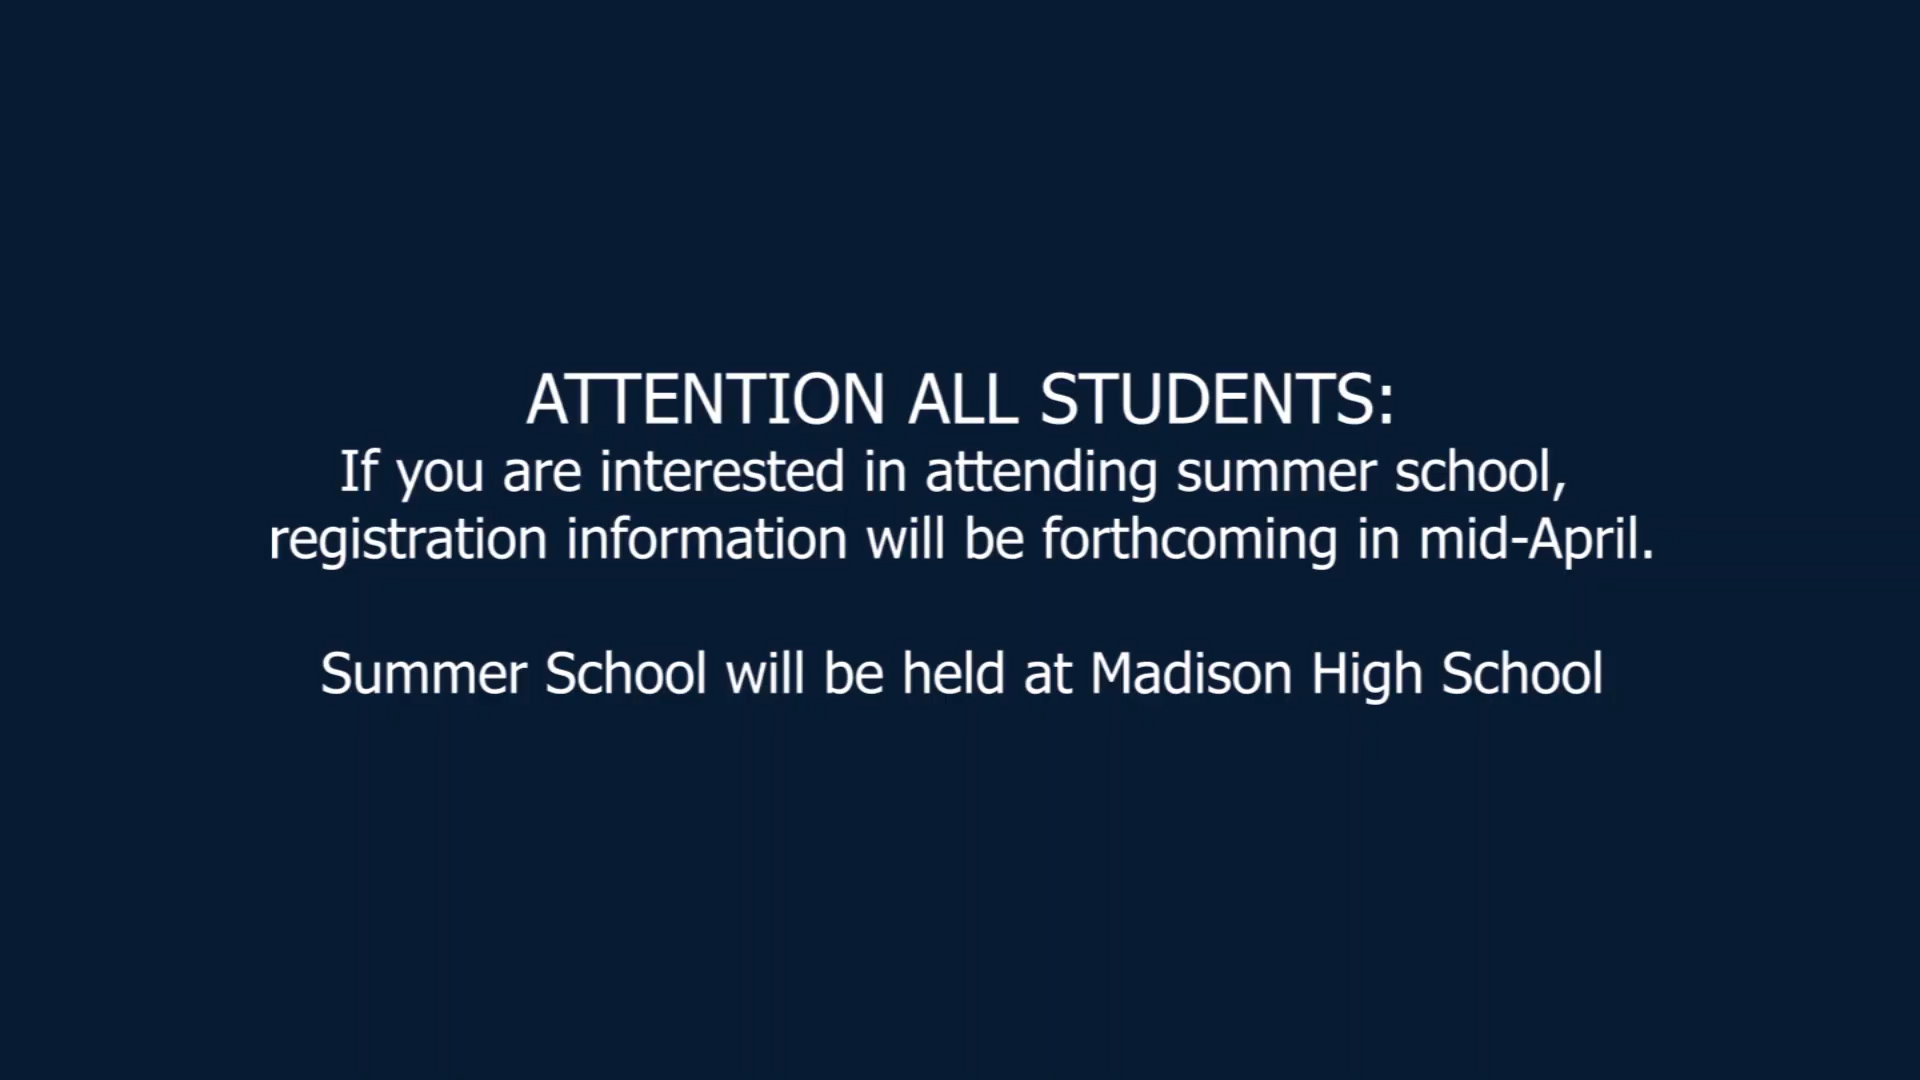 ATTENTION ALL STUDENTS:
If you are interested in attending summer school,
registration information will be forthcoming in mid-April.
Summer School will be held at Madison High School